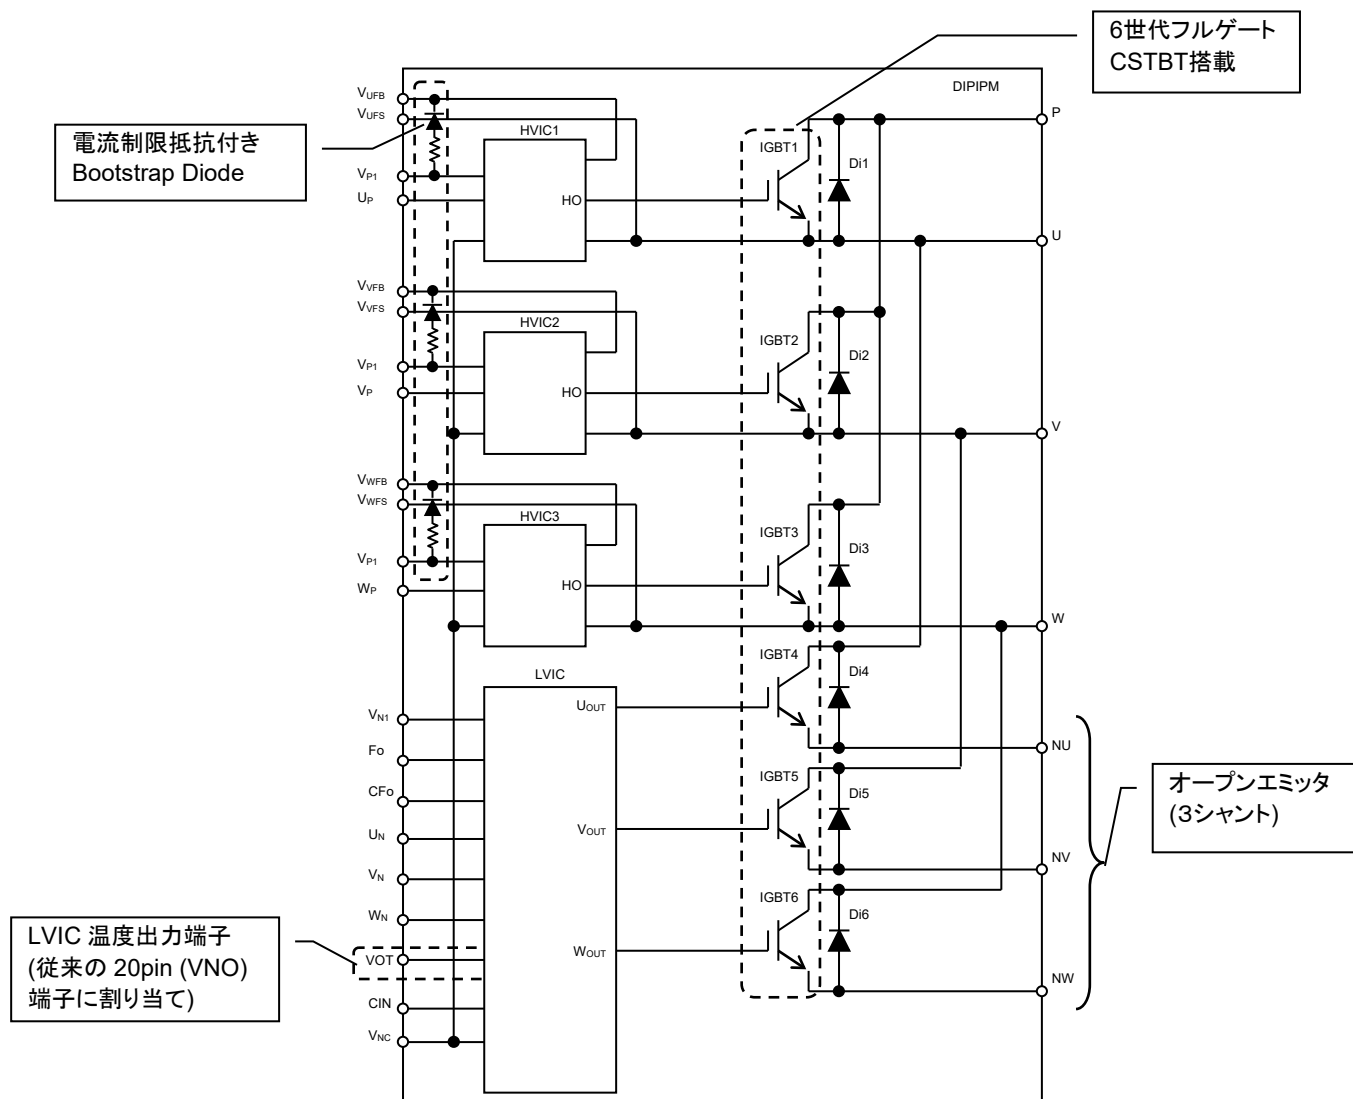 6世代フルゲート
CSTBT搭載
DIPIPM
電流制限抵抗付き
Bootstrap Diode
VUFB
VUFS
HVIC1
VP1
UP
HO
IGBT1
Di1
P
U
VVFB
VVFS
HVIC2
VP1
VP
HO
IGBT2
Di2
V
VWFB
VWFS
HVIC3
VP1
WP
HO
IGBT3
Di3
W
LVIC
IGBT4
Di4
UOUT
VN1
Fo
CFo
UN
VN
WN
VOT
CIN
VNC
NU
IGBT5
Di5
VOUT
NV
IGBT6
Di6
WOUT
NW
オープンエミッタ
(3シャント)
LVIC 温度出力端子
(従来の 20pin (VNO)
端子に割り当て)